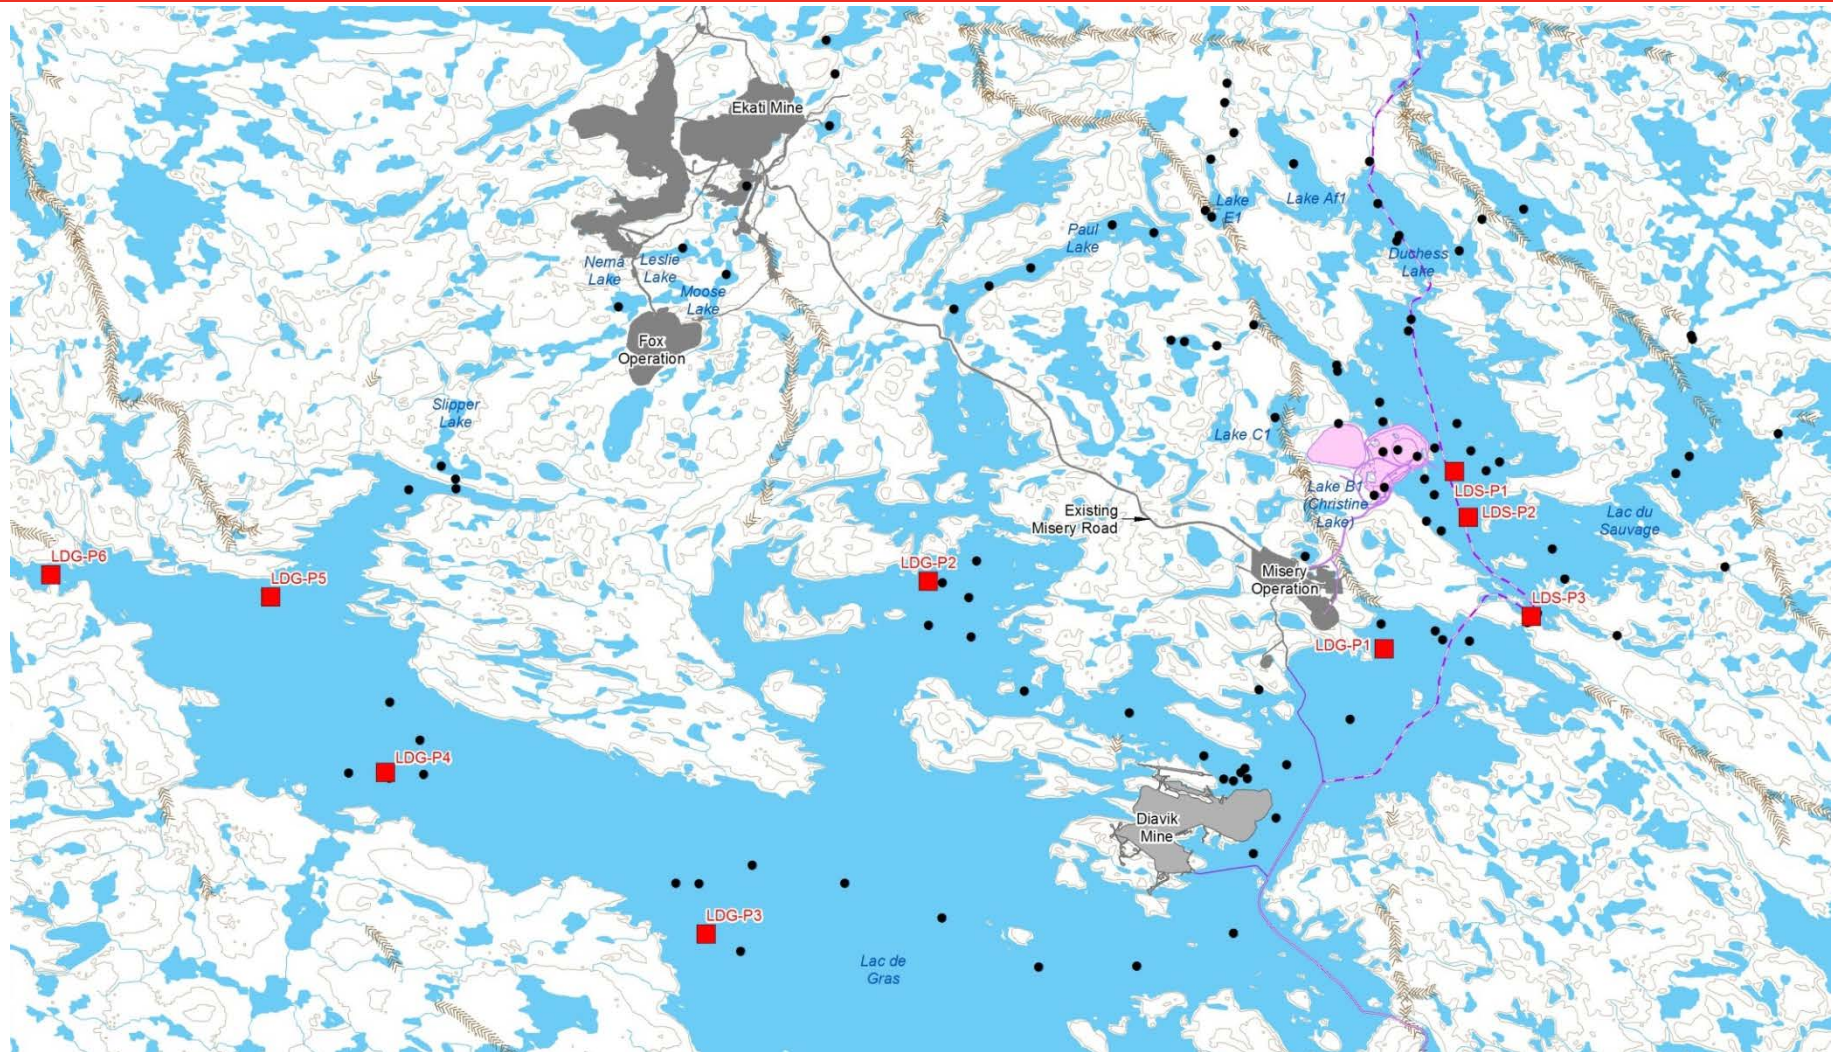 Ekati Mine
Lake
E1
Lake Af1
Paul
Lake
Duchess
Lake
Nema
Lake
Leslie
Lake
Moose
Lake
Fox
Operation
Slipper
Lake
Lake C1
Lake B1
(Christine
Lake)
LDS-P1
LDS-P2
Lac du
Sauvage
Existing
Misery Road
LDG-P6
LDG-P5
LDG-P2
Misery
Operation
LDS-P3
LDG-P1
LDG-P4
Diavik
Mine
LDG-P3
Lac de
Gras